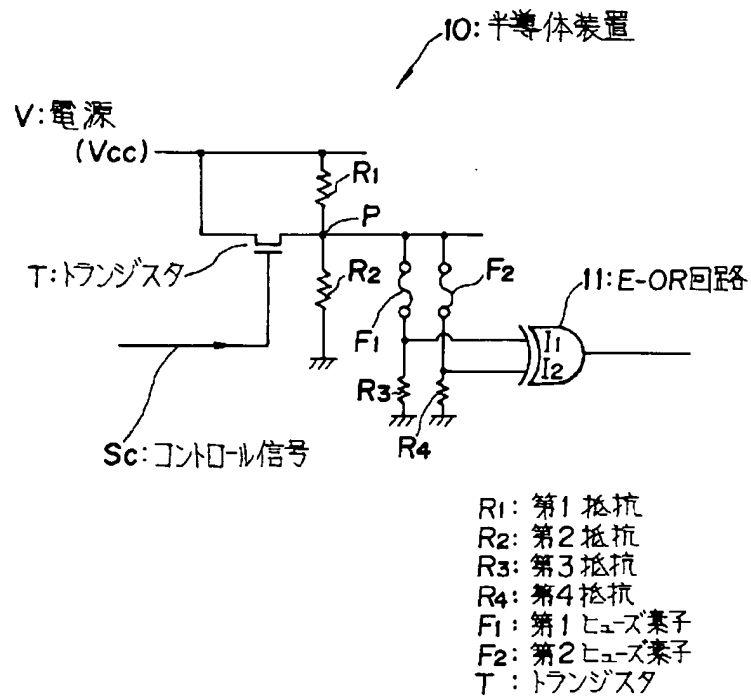 10:半導体装置
V:電源
(Vcc)
R1
P
T:トランジスタ
R2
F2
11:E-OR回路
F1
I1
I2
R3
R4
Sc:コントロール信号
R1: 第1抵抗
R2: 第2抵抗
R3: 第3抵抗
R4: 第4抵抗
F1: 第1ヒューズ素子
F2: 第2ヒューズ素子
T : トランジスタ